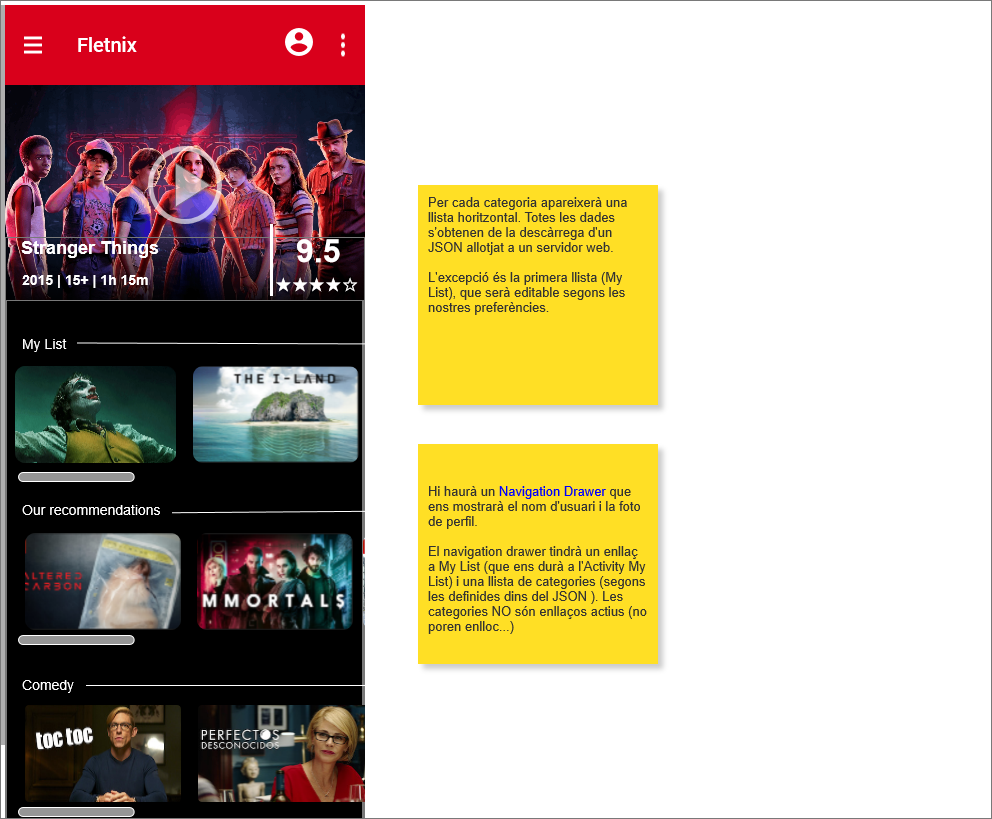 Fletnix
STRANGER
Stranger Things
9.5
2015 | 15+ | 1h 15m
My List
THE I-LAND
Our recommendations
ALTERED
CARBON
MMORTALS
Comedy
toc toc
PERFECTOS
DESCONOCIDOS
Per cada categoria apareixerà una
llista horitzontal. Totes les dades
s'obtenen de la descàrrega d'un
JSON allotjat a un servidor web.
L'excepció és la primera llista (My
List), que serà editable segons les
nostres preferències.
Hi haurà un Navigation Drawer que
ens mostrarà el nom d'usuari i la foto
de perfil.
El navigation drawer tindrà un enllaç
a My List (que ens durà a l'Activity My
List) i una llista de categories (segons
les definides dins del JSON ). Les
categories NO són enllaços actius (no
poren enlloc...)